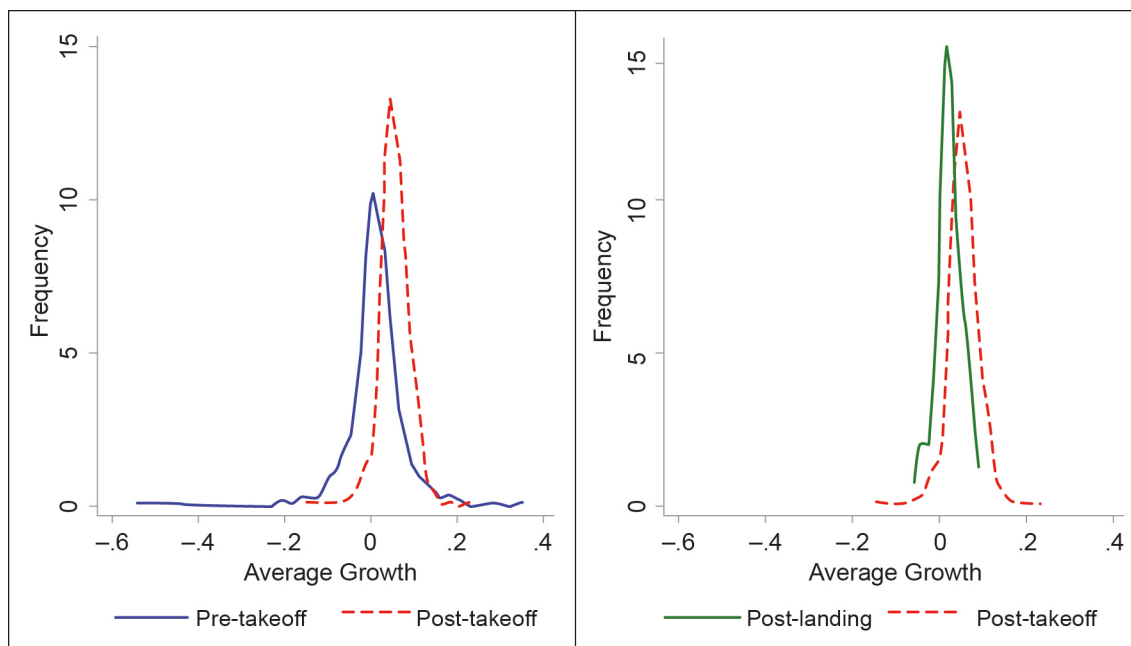 15
10
5
0
Frequency
–.6 –.4 –.2 0 .2 .4
Average Growth
Pre-takeoff Post-takeoff
15
10
5
0
Frequency
–.6 –.4 –.2 0 .2 .4
Average Growth
Post-landing Post-takeoff